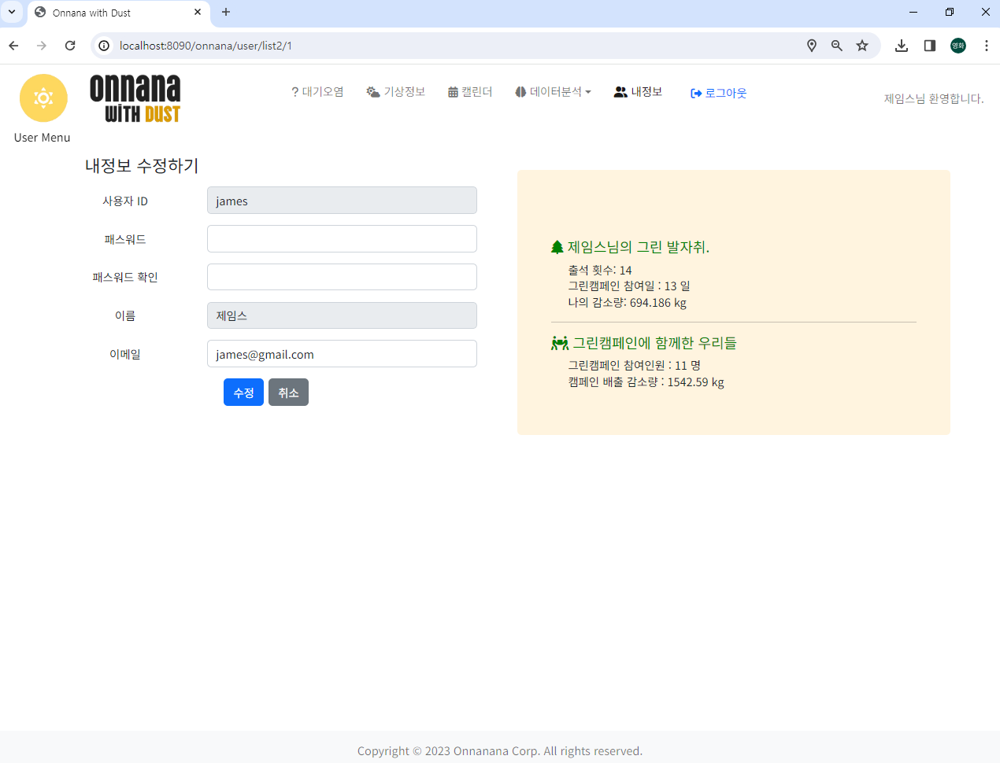 Onnana with Dust
localhost:8090/onnana/user/list2/1
영화
onnana
WITH DUST
? 대기오염 기상정보 캘린더 데이터분석 내정보 로그아웃
제임스님 환영합니다.
User Menu
내정보 수정하기
사용자 ID james
패스워드
패스워드 확인
이름 제임스
이메일 james@gmail.com
수정 취소
제임스님의 그린 발자취.
출석 횟수: 14
그린캠페인 참여일 : 13 일
나의 감소량: 694.186 kg
그린캠페인에 함께한 우리들
그린캠페인 참여인원 : 11 명
캠페인 배출 감소량 : 1542.59 kg
Copyright © 2023 Onnanana Corp. All rights reserved.